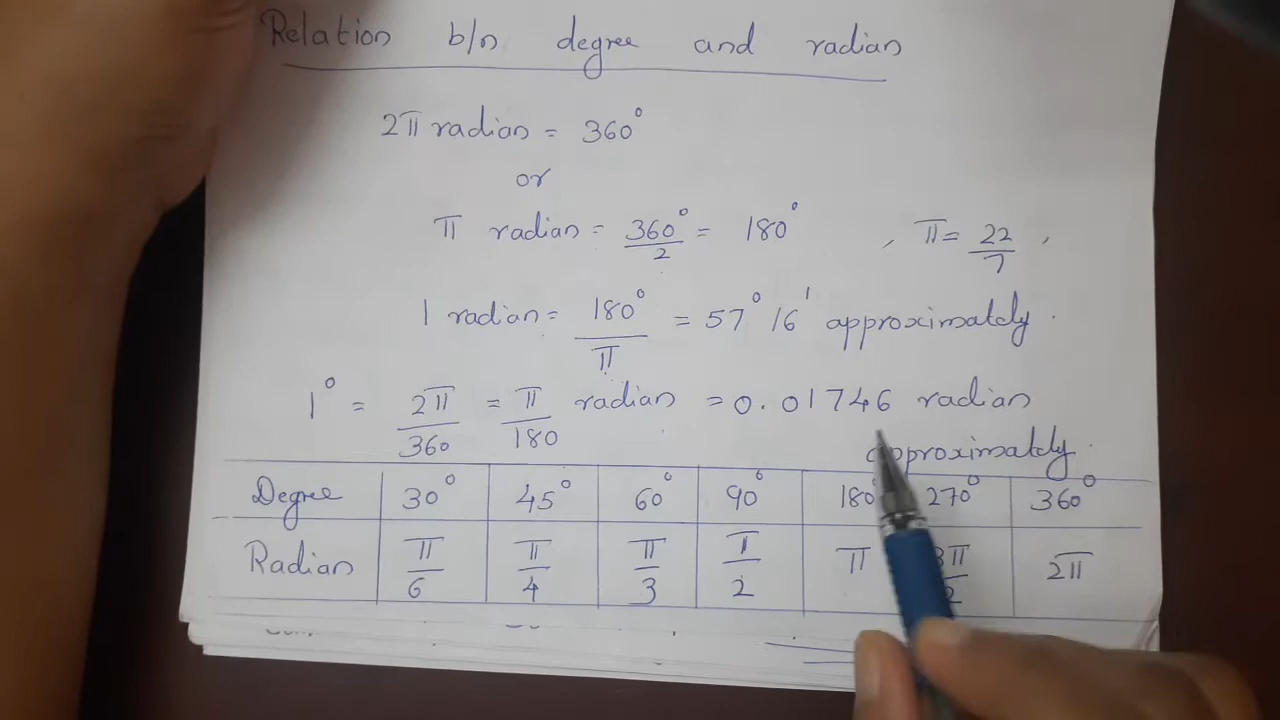 Relation b/n degree and radian
2π radian = 360°
or
π radian = 360°/2 = 180° , π = 22/7 ,
1 radian = 180°/π = 57° 16' approximately .
1° = 2π/360 = π/180 radian = 0.01746 radian
approximately .
Degree 30° 45° 60° 90° 180° 270° 360°
Radian π/6 π/4 π/3 π/2 π 3π/2 2π